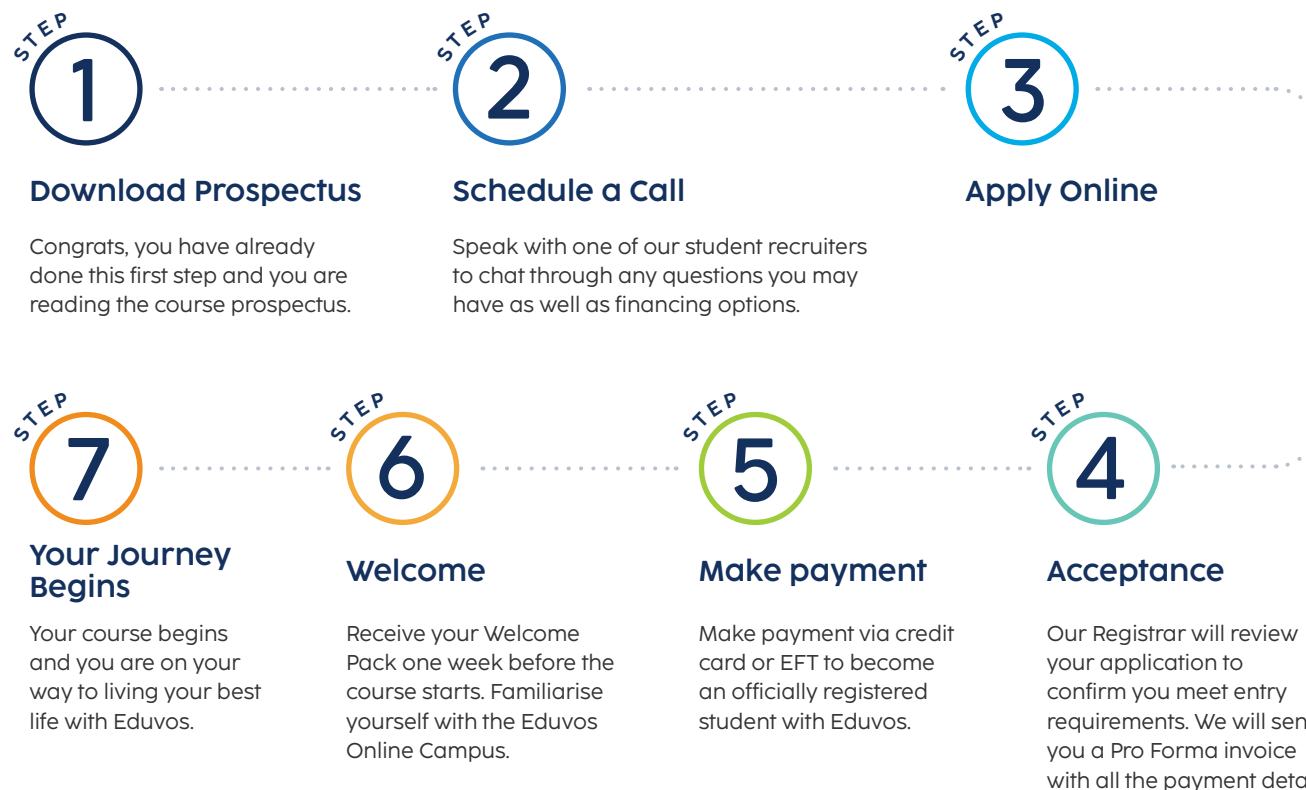 STEP
1
Download Prospectus
Congrats, you have already
done this first step and you are
reading the course prospectus.
STEP
2
Schedule a Call
Speak with one of our student recruiters
to chat through any questions you may
have as well as financing options.
STEP
3
Apply Online
STEP
7
Your Journey
Begins
Your course begins
and you are on your
way to living your best
life with Eduvos.
STEP
6
Welcome
Receive your Welcome
Pack one week before the
course starts. Familiarise
yourself with the Eduvos
Online Campus.
STEP
5
Make payment
Make payment via credit
card or EFT to become
an officially registered
student with Eduvos.
STEP
4
Acceptance
Our Registrar will review
your application to
confirm you meet entry
requirements. We will
you a Pro Forma invoice
with all the payment